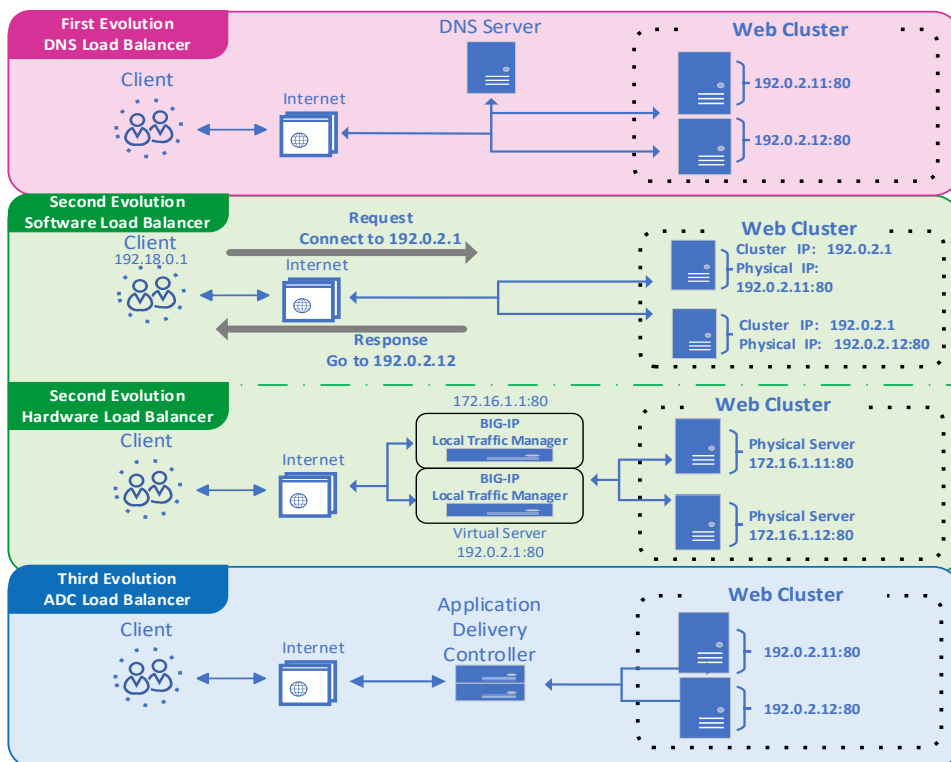 First Evolution
DNS Load Balancer
DNS Server
Web Cluster
Client
Internet
192.0.2.11:80
192.0.2.12:80
Second Evolution
Software Load Balancer
Request
Connect to 192.0.2.1
Web Cluster
Client
192.18.0.1
Internet
Cluster IP: 192.0.2.1
Physical IP:
192.0.2.11:80
Response
Go to 192.0.2.12
Cluster IP: 192.0.2.1
Physical IP: 192.0.2.12:80
Second Evolution
Hardware Load Balancer
172.16.1.1:80
Web Cluster
Client
Internet
BIG-IP
Local Traffic Manager
BIG-IP
Local Traffic Manager
Virtual Server
192.0.2.1:80
Physical Server
172.16.1.11:80
Physical Server
172.16.1.12:80
Third Evolution
ADC Load Balancer
Client
Internet
Application
Delivery
Controller
Web Cluster
192.0.2.11:80
192.0.2.12:80